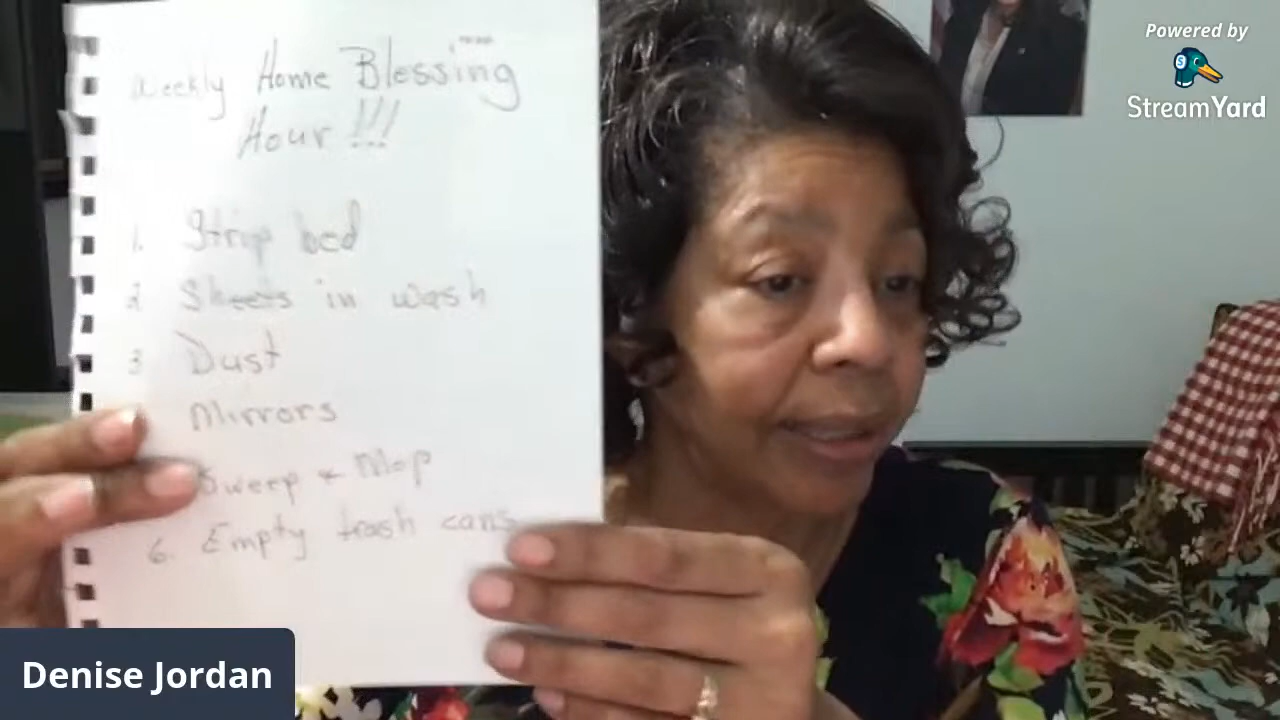 Weekly Home Blessing
Hour!!!
1. Strip bed
2 Sheets in wash
3 Dust
Mirrors
Sweep & Mop
6. Empty trash cans
Denise Jordan
Powered by
StreamYard